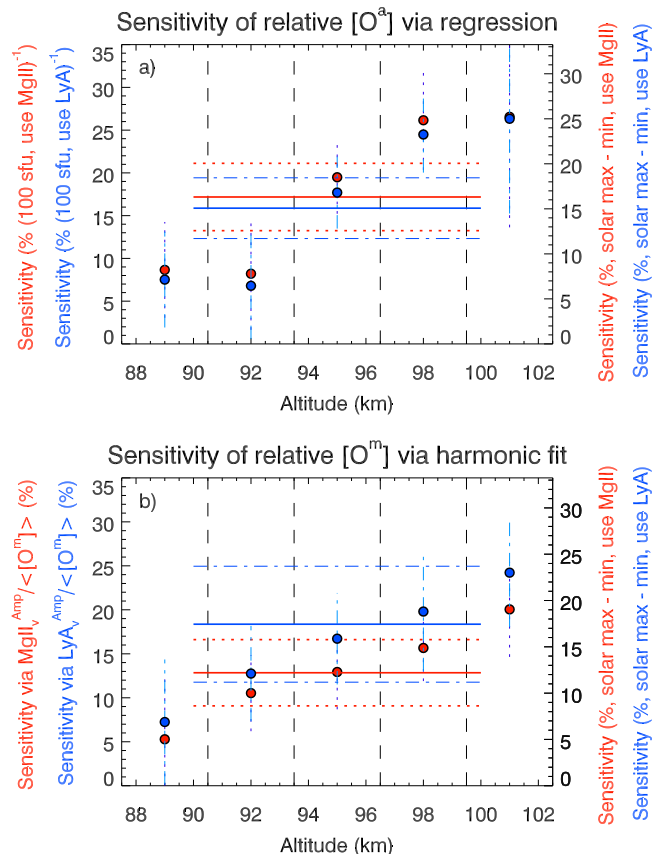 Sensitivity of relative [Oᵃ] via regression
Sensitivity (% (100 sfu, use MgII)⁻¹)
Sensitivity {% (100 sfu, use LyA)⁻¹}
35
30
25
20
15
10
5
0
a)
30
25
20
15
10
5
0
Sensitivity (%, solar max - min, use MgII)
Sensitivity (%, solar max - min, use LyA)
88 90 92 94 96 98 100 102
Altitude (km)
Sensitivity of relative [Oᵐ] via harmonic fit
Sensitivity via MgIIᵥᴬᵐᵖ/<[Oᵐ]> (%)
Sensitivity via LyAᵥᴬᵐᵖ/<[Oᵐ]> (%)
35
30
25
20
15
10
5
0
b)
30
25
20
15
10
5
0
Sensitivity (%, solar max - min, use MgII)
Sensitivity (%, solar max - min, use LyA)
88 90 92 94 96 98 100 102
Altitude (km)